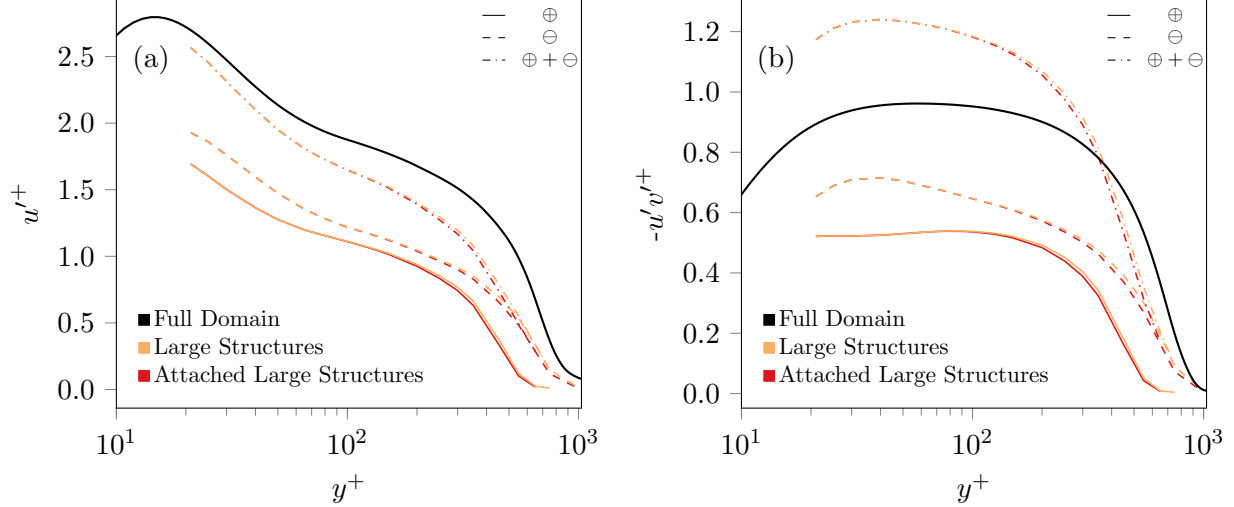 (a)
⊕
⊖
⊕ + ⊖
2.5
2.0
1.5
1.0
0.5
0.0
u'⁺
Full Domain
Large Structures
Attached Large Structures
10¹
10²
10³
y⁺
(b)
⊕
⊖
⊕ + ⊖
1.2
1.0
0.8
0.6
0.4
0.2
0.0
-u'v'⁺
Full Domain
Large Structures
Attached Large Structures
10¹
10²
10³
y⁺